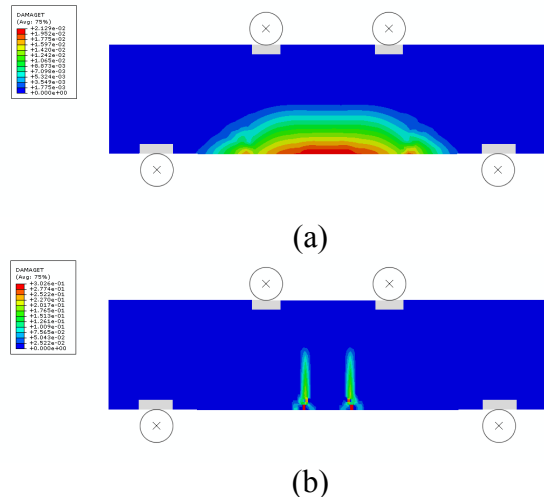 DAMAGET
(Avg: 75%)
+2.129e-02
+1.952e-02
+1.775e-02
+1.597e-02
+1.420e-02
+1.242e-02
+1.065e-02
+8.873e-03
+7.098e-03
+5.324e-03
+3.549e-03
+1.775e-03
+0.000e+00
(a)
DAMAGET
(Avg: 75%)
+3.026e-01
+2.774e-01
+2.522e-01
+2.270e-01
+2.017e-01
+1.765e-01
+1.513e-01
+1.261e-01
+1.009e-01
+7.565e-02
+5.043e-02
+2.522e-02
+0.000e+00
(b)